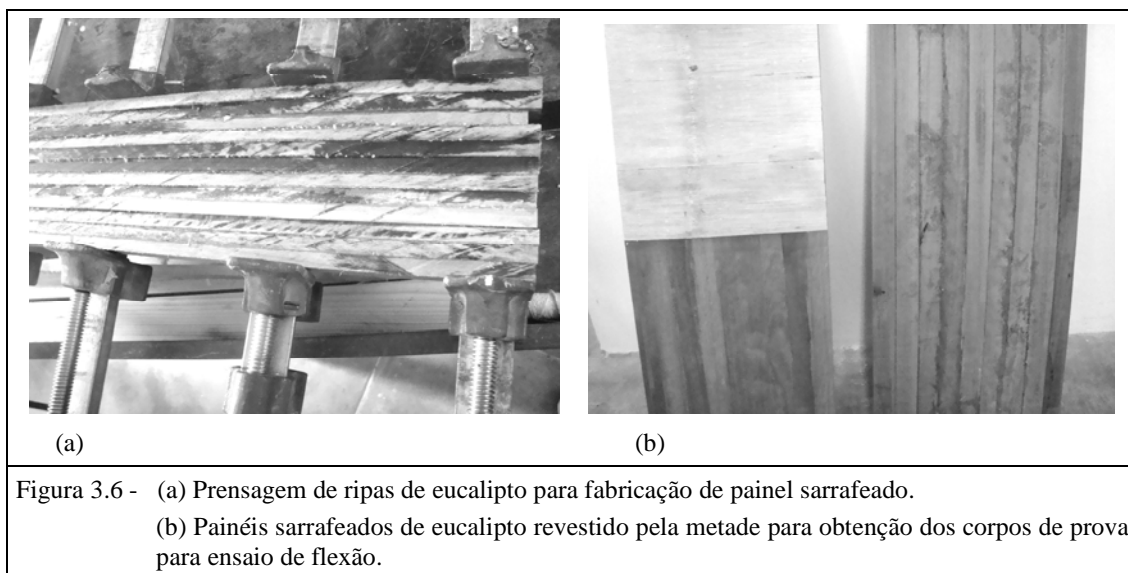 (a) (b)
Figura 3.6 - (a) Prensagem de ripas de eucalipto para fabricação de painel sarrafeado.
(b) Painéis sarrafeados de eucalipto revestido pela metade para obtenção dos corpos de prova
para ensaio de flexão.